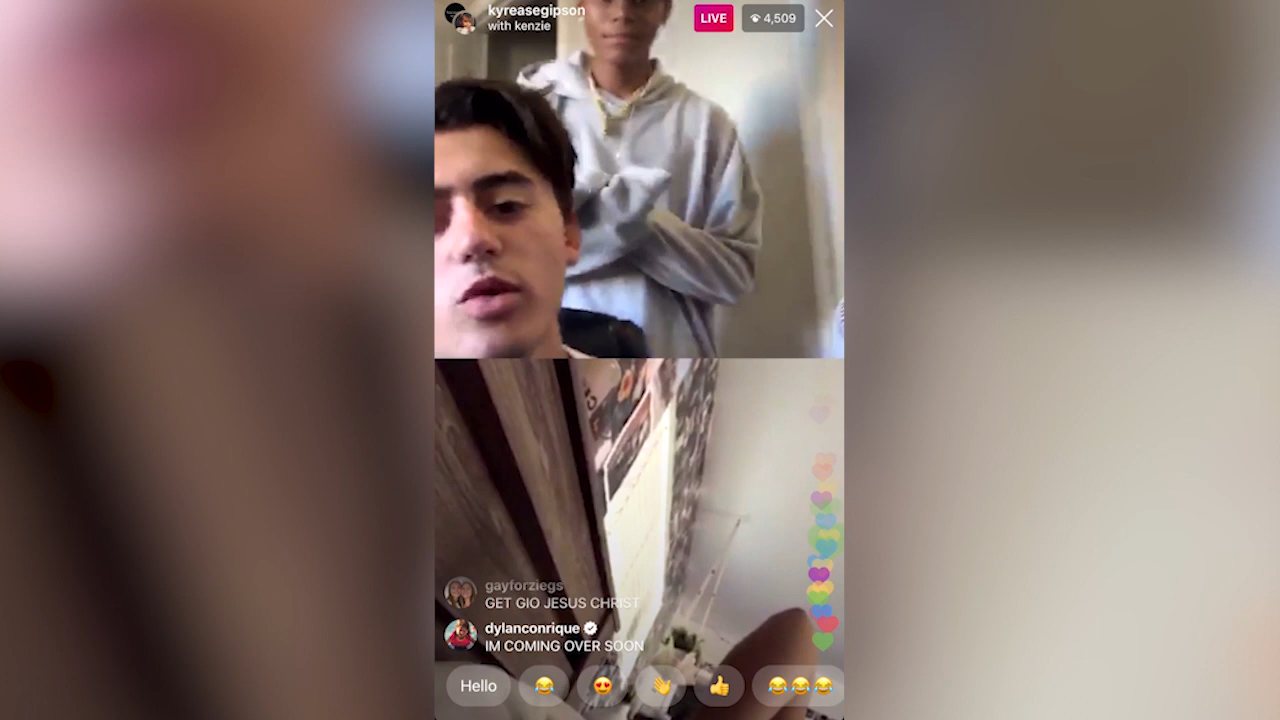 kyreasegipson
with kenzie
LIVE
4,509
gayforziegs
GET GIO JESUS CHRIST
dylanconrique
IM COMING OVER SOON
Hello